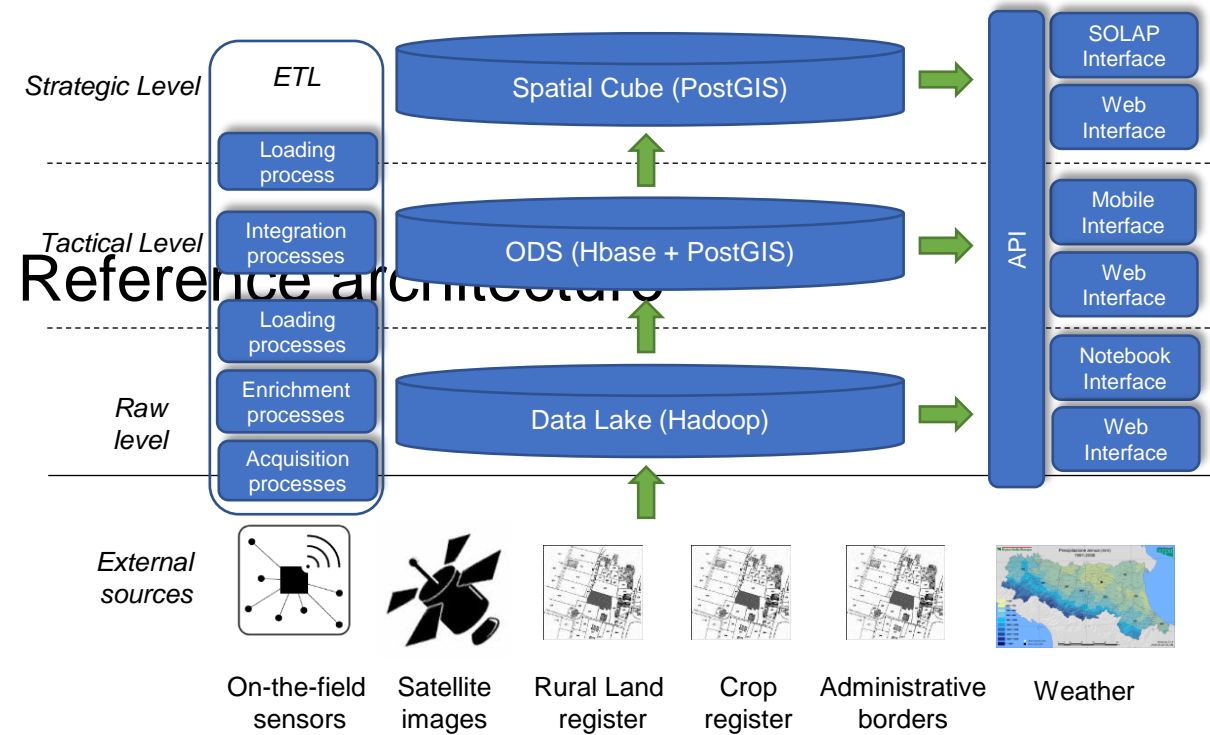 Strategic Level
ETL
Spatial Cube (PostGIS)
SOLAP
Interface
Web
Interface
Loading
process
Tactical Level
Integration
processes
ODS (Hbase + PostGIS)
API
Mobile
Interface
Web
Interface
Reference architecture
Loading
processes
Raw
level
Enrichment
processes
Acquisition
processes
Data Lake (Hadoop)
Notebook
Interface
Web
Interface
External
sources
Precipitazione annua (mm)
On-the-field
sensors
Satellite
images
Rural Land
register
Crop
register
Administrative
borders
Weather